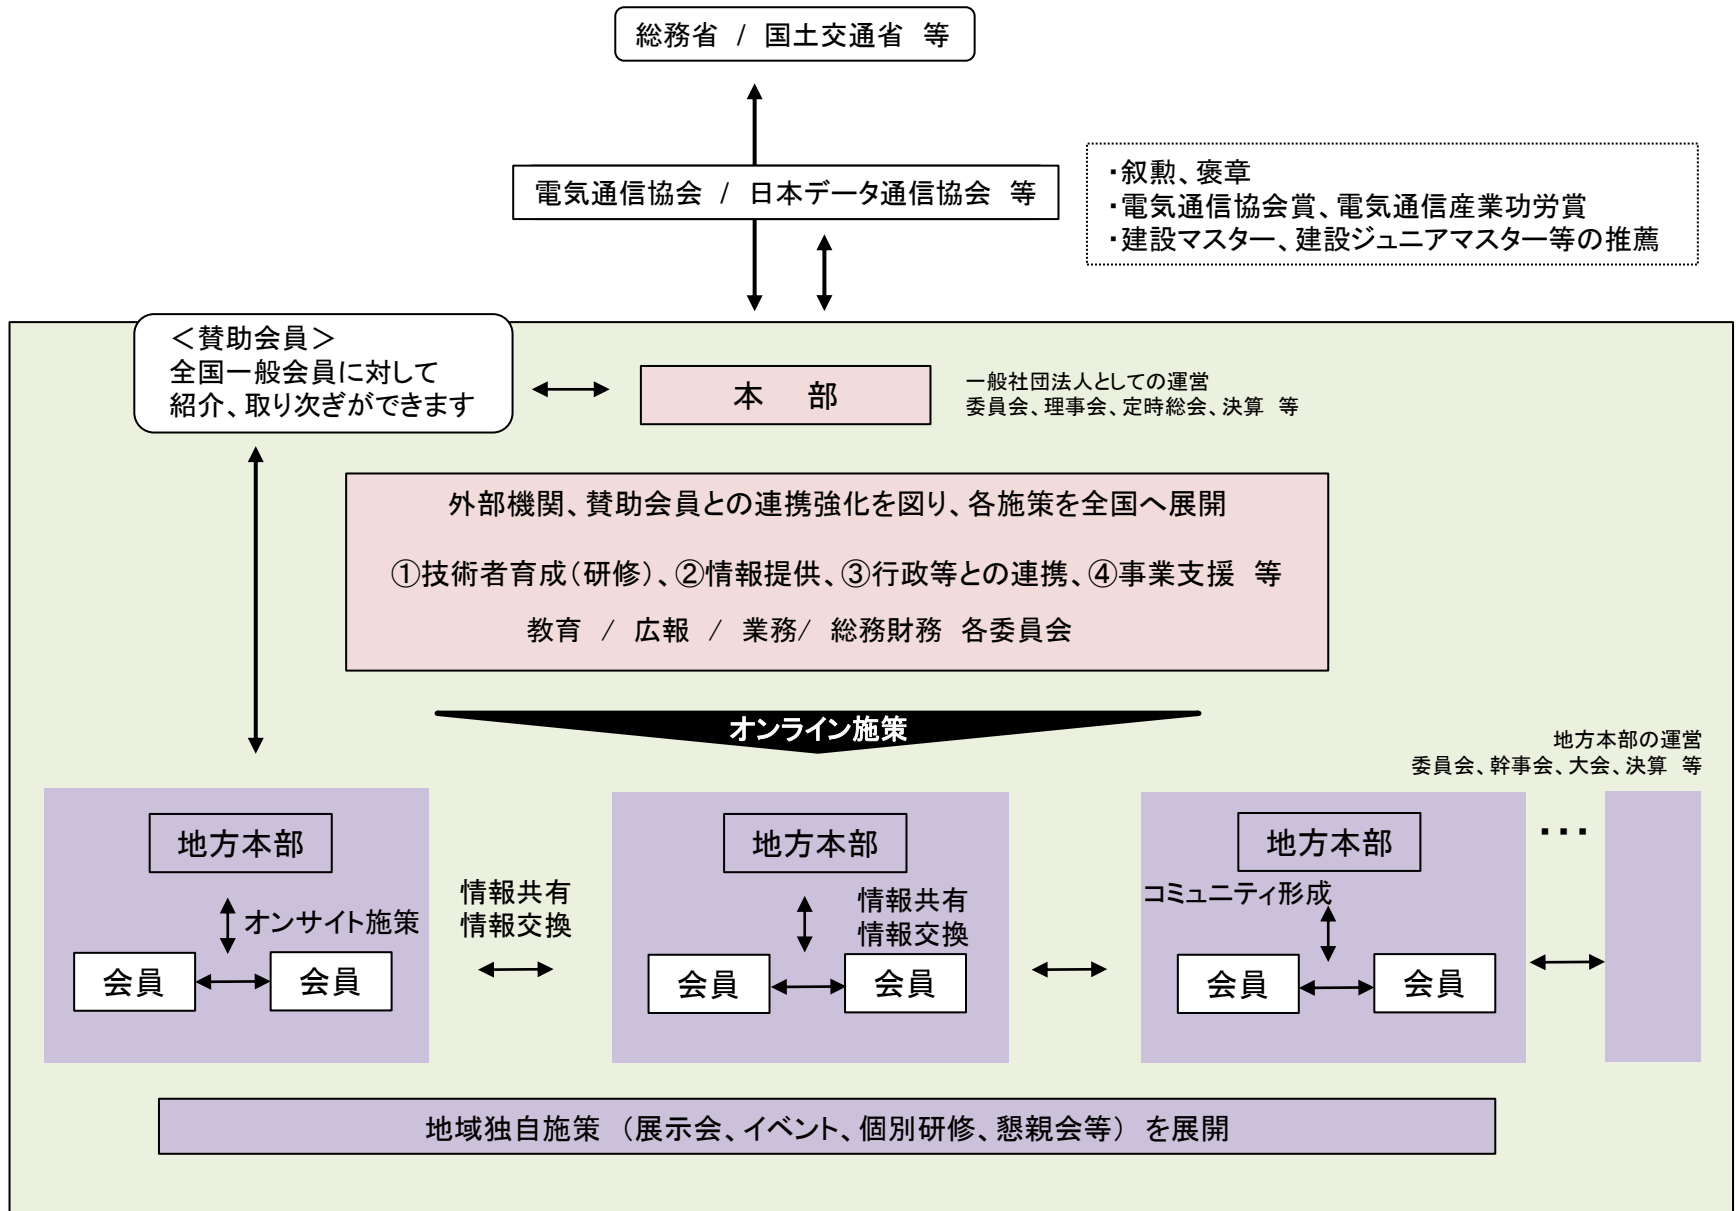 総務省 / 国土交通省 等
電気通信協会 / 日本データ通信協会 等
・叙勲、褒章
・電気通信協会賞、電気通信産業功労賞
・建設マスター、建設ジュニアマスター等の推薦
＜賛助会員＞
全国一般会員に対して
紹介、取り次ぎができます
本 部
一般社団法人としての運営
委員会、理事会、定時総会、決算 等
外部機関、賛助会員との連携強化を図り、各施策を全国へ展開
①技術者育成（研修）、②情報提供、③行政等との連携、④事業支援 等
教育 / 広報 / 業務/ 総務財務 各委員会
オンライン施策
地方本部の運営
委員会、幹事会、大会、決算 等
地方本部
オンサイト施策
会員
会員
情報共有
情報交換
地方本部
情報共有
情報交換
会員
会員
地方本部
コミュニティ形成
会員
会員
･･･
地域独自施策 （展示会、イベント、個別研修、懇親会等） を展開